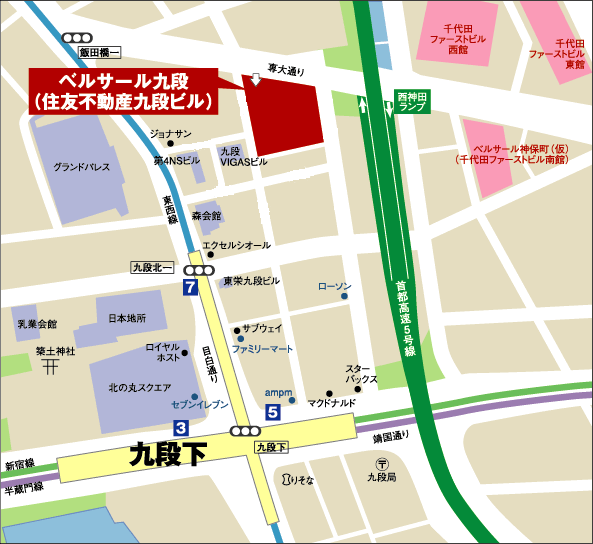 飯田橋一
千代田
ファーストビル
西館
千代田
ファーストビル
東館
専大通り
ベルサール九段
（住友不動産九段ビル）
西神田
ランプ
ジョナサン
グランドパレス
第4NSビル
九段
VIGASビル
ベルサール神保町（仮）
（千代田ファーストビル南館）
東西線
森会館
エクセルシオール
九段北一
7
東栄九段ビル
ローソン
首都高速5号線
乳業会館
日本地所
サブウェイ
ファミリーマート
築土神社
ロイヤル
ホスト
目白通り
スター
バックス
北の丸スクエア
セブンイレブン
ampm
マクドナルド
5
3
九段下
九段下
靖国通り
新宿線
半蔵門線
りそな
九段局